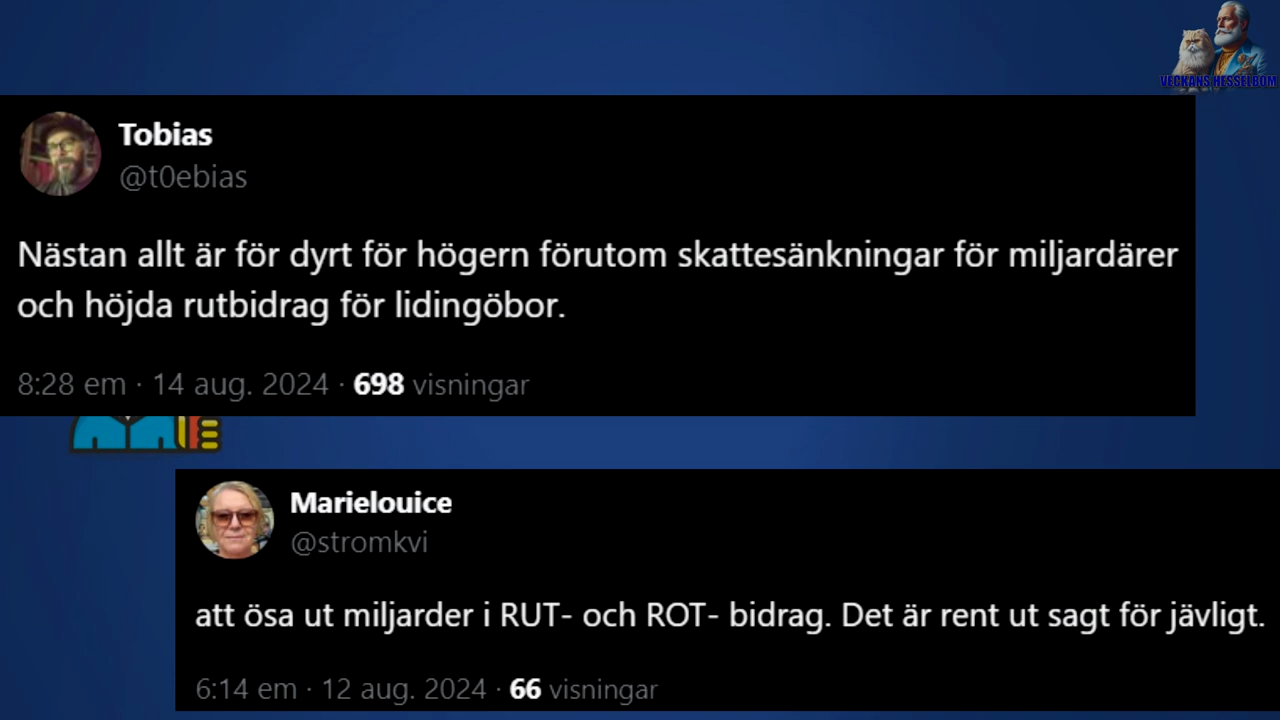 VECKANS HESSELBOM
Tobias
@t0ebias
Nästan allt är för dyrt för högern förutom skattesänkningar för miljardärer
och höjda rutbidrag för lidingöbor.
8:28 em · 14 aug. 2024 · 698 visningar
Marielouice
@stromkvi
att ösa ut miljarder i RUT- och ROT- bidrag. Det är rent ut sagt för jävligt.
6:14 em · 12 aug. 2024 · 66 visningar